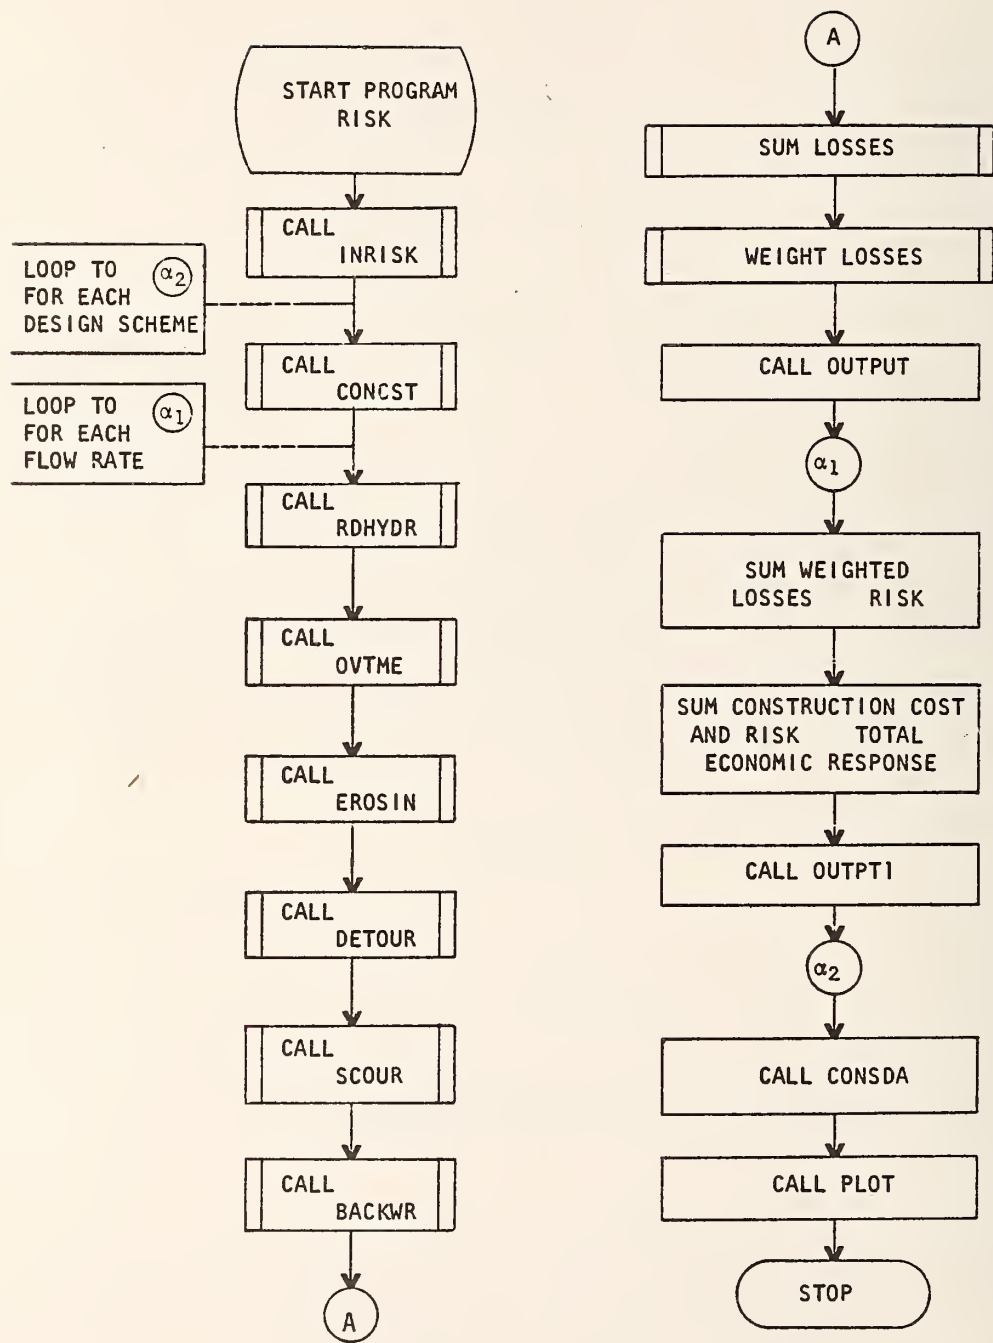 START PROGRAM
RISK
CALL
INRISK
LOOP TO α2
FOR EACH
DESIGN SCHEME
CALL
CONCST
LOOP TO α1
FOR EACH
FLOW RATE
CALL
RDHYDR
CALL
OVTME
CALL
EROSIN
CALL
DETOUR
CALL
SCOUR
CALL
BACKWR
A
A
SUM LOSSES
WEIGHT LOSSES
CALL OUTPUT
α1
SUM WEIGHTED
LOSSES RISK
SUM CONSTRUCTION COST
AND RISK TOTAL
ECONOMIC RESPONSE
CALL OUTPT1
α2
CALL CONSDA
CALL PLOT
STOP